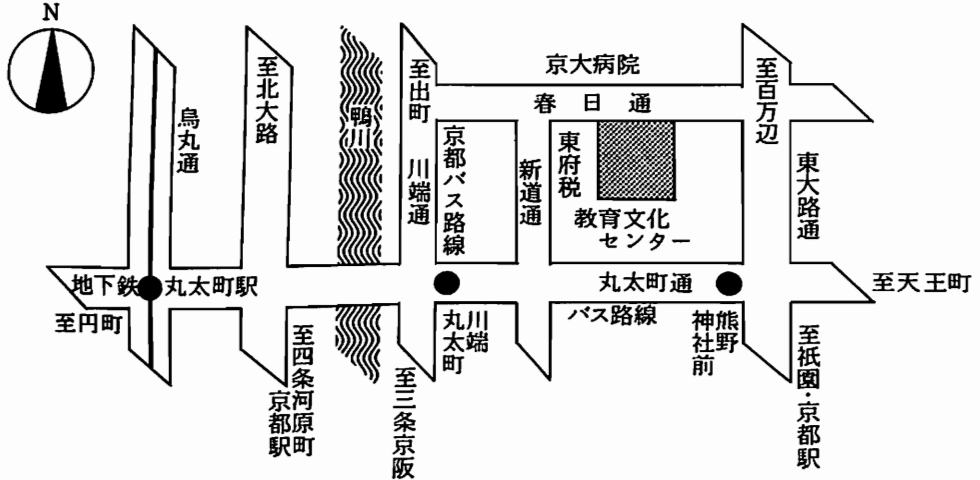 N
烏丸通
至北大路
鴨川
至出町
川端通
京都バス路線
京大病院
春日通
新道通
東府税
教育文化
センター
至百万辺
東大路通
地下鉄
丸太町駅
至円町
丸太町通
バス路線
至天王町
川端
丸太町
熊野
神社前
至四条河原町
京都駅
至三条京阪
至祇園・京都駅